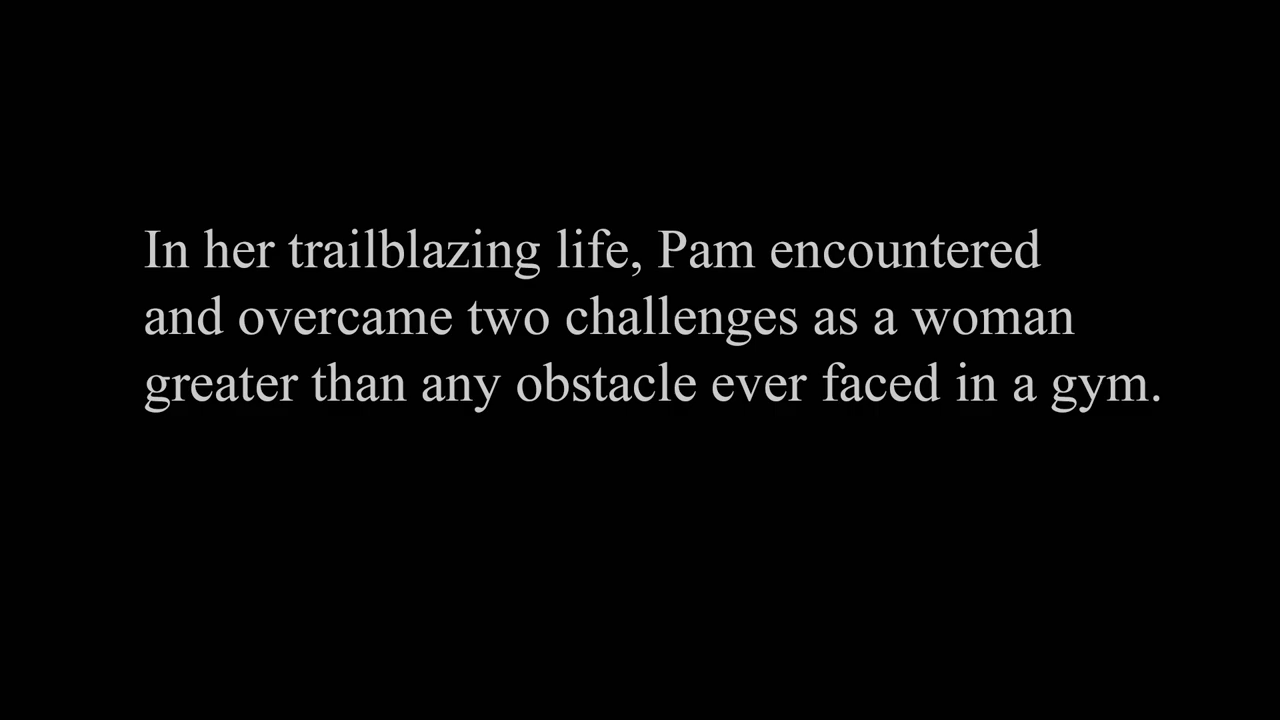 In her trailblazing life, Pam encountered
and overcame two challenges as a woman
greater than any obstacle ever faced in a gym.